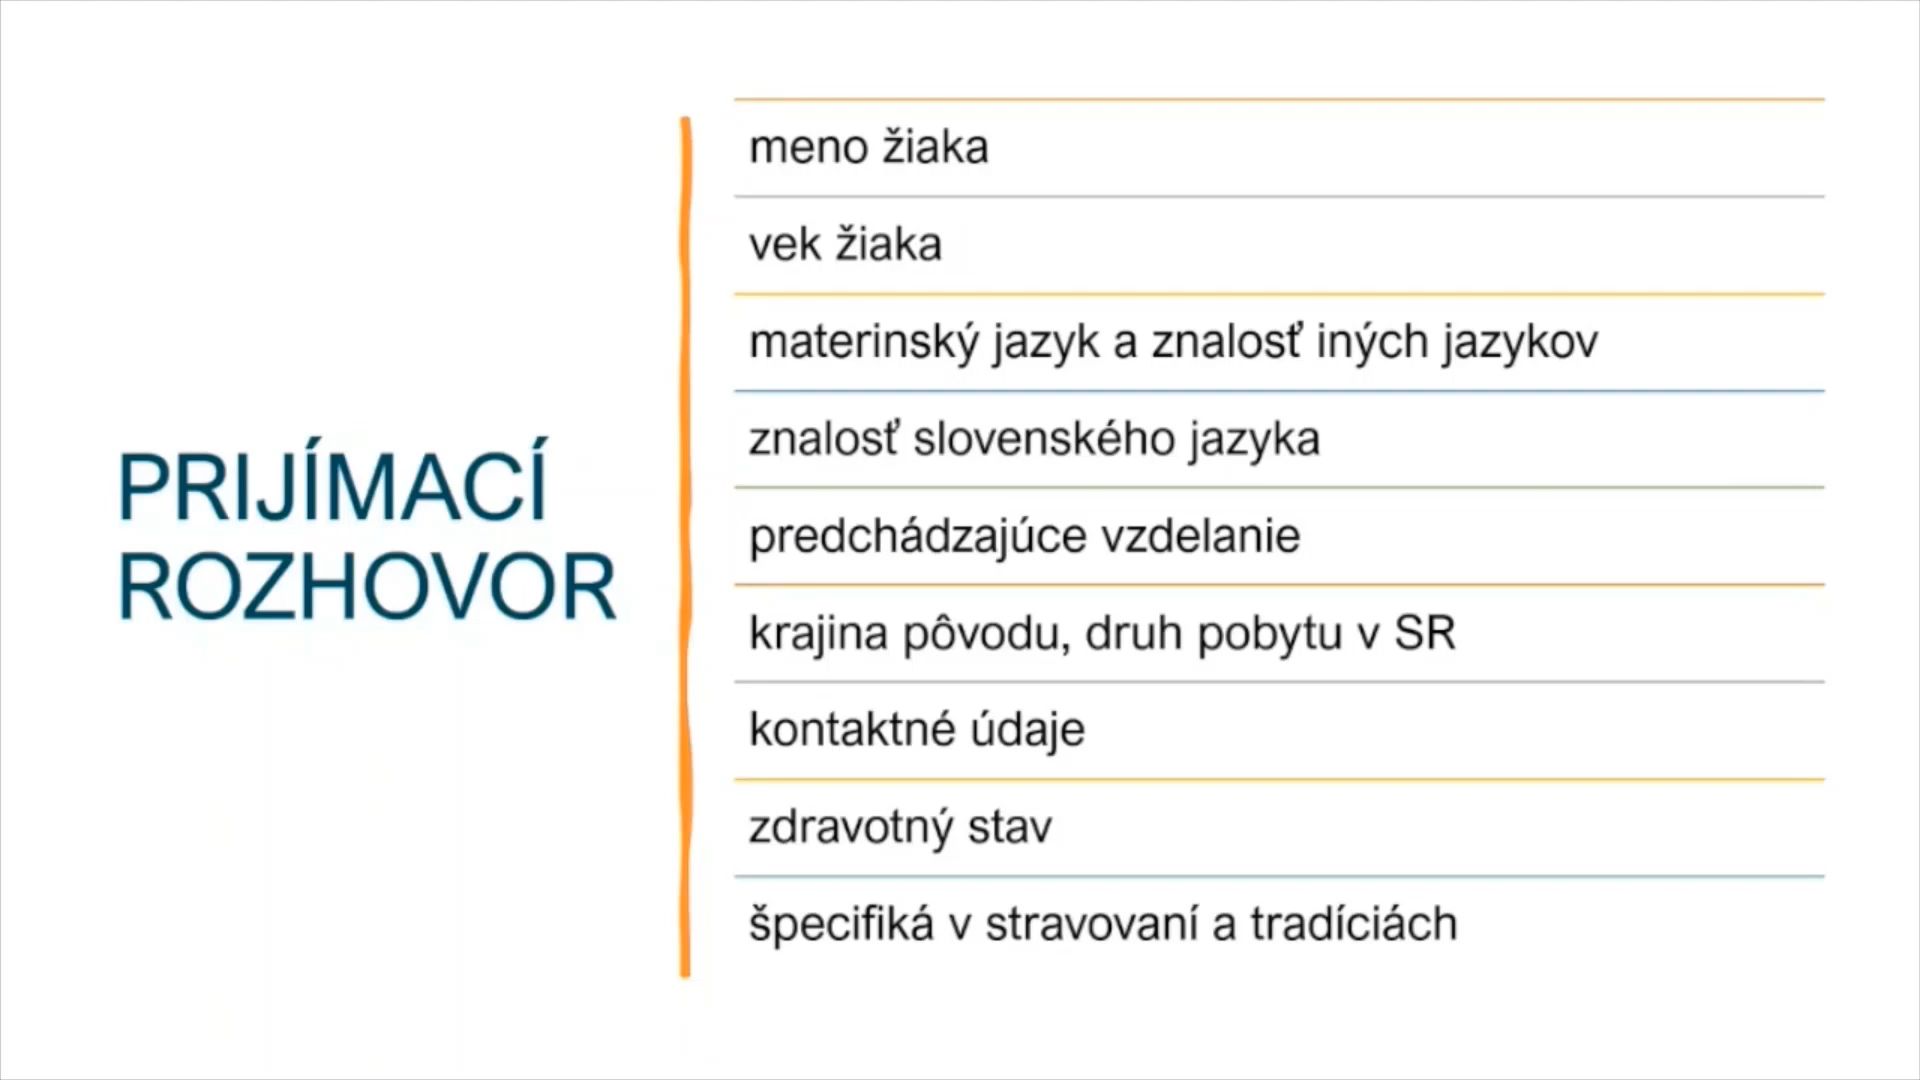 PRIJÍMACÍ
ROZHOVOR
meno žiaka
vek žiaka
materinský jazyk a znalosť iných jazykov
znalosť slovenského jazyka
predchádzajúce vzdelanie
krajina pôvodu, druh pobytu v SR
kontaktné údaje
zdravotný stav
špecifiká v stravovaní a tradíciách